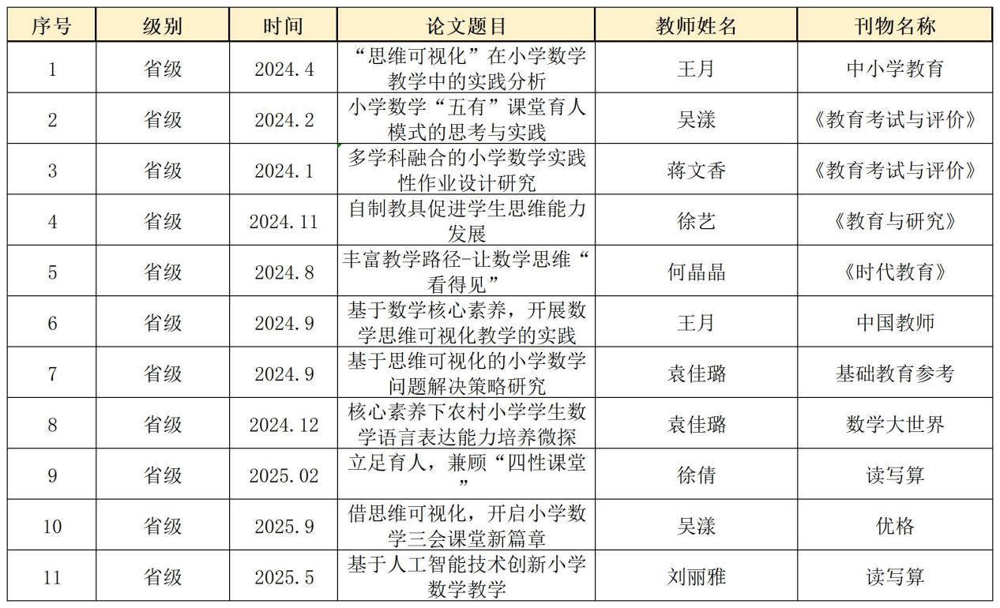 序号 级别 时间 论文题目 教师姓名 刊物名称
1 省级 2024.4 “思维可视化”在小学数学
教学中的实践分析 王月 中小学教育
2 省级 2024.2 小学数学“五有”课堂育人
模式的思考与实践 吴漾 《教育考试与评价》
3 省级 2024.1 多学科融合的小学数学实践
性作业设计研究 蒋文香 《教育考试与评价》
4 省级 2024.11 自制教具促进学生思维能力
发展 徐艺 《教育与研究》
5 省级 2024.8 丰富教学路径-让数学思维“
看得见” 何晶晶 《时代教育》
6 省级 2024.9 基于数学核心素养，开展数
学思维可视化教学的实践 王月 中国教师
7 省级 2024.9 基于思维可视化的小学数学
问题解决策略研究 袁佳璐 基础教育参考
8 省级 2024.12 核心素养下农村小学学生数
学语言表达能力培养微探 袁佳璐 数学大世界
9 省级 2025.02 立足育人，兼顾“四性课堂
” 徐倩 读写算
10 省级 2025.9 借思维可视化，开启小学数
学三会课堂新篇章 吴漾 优格
11 省级 2025.5 基于人工智能技术创新小学
数学教学 刘丽雅 读写算